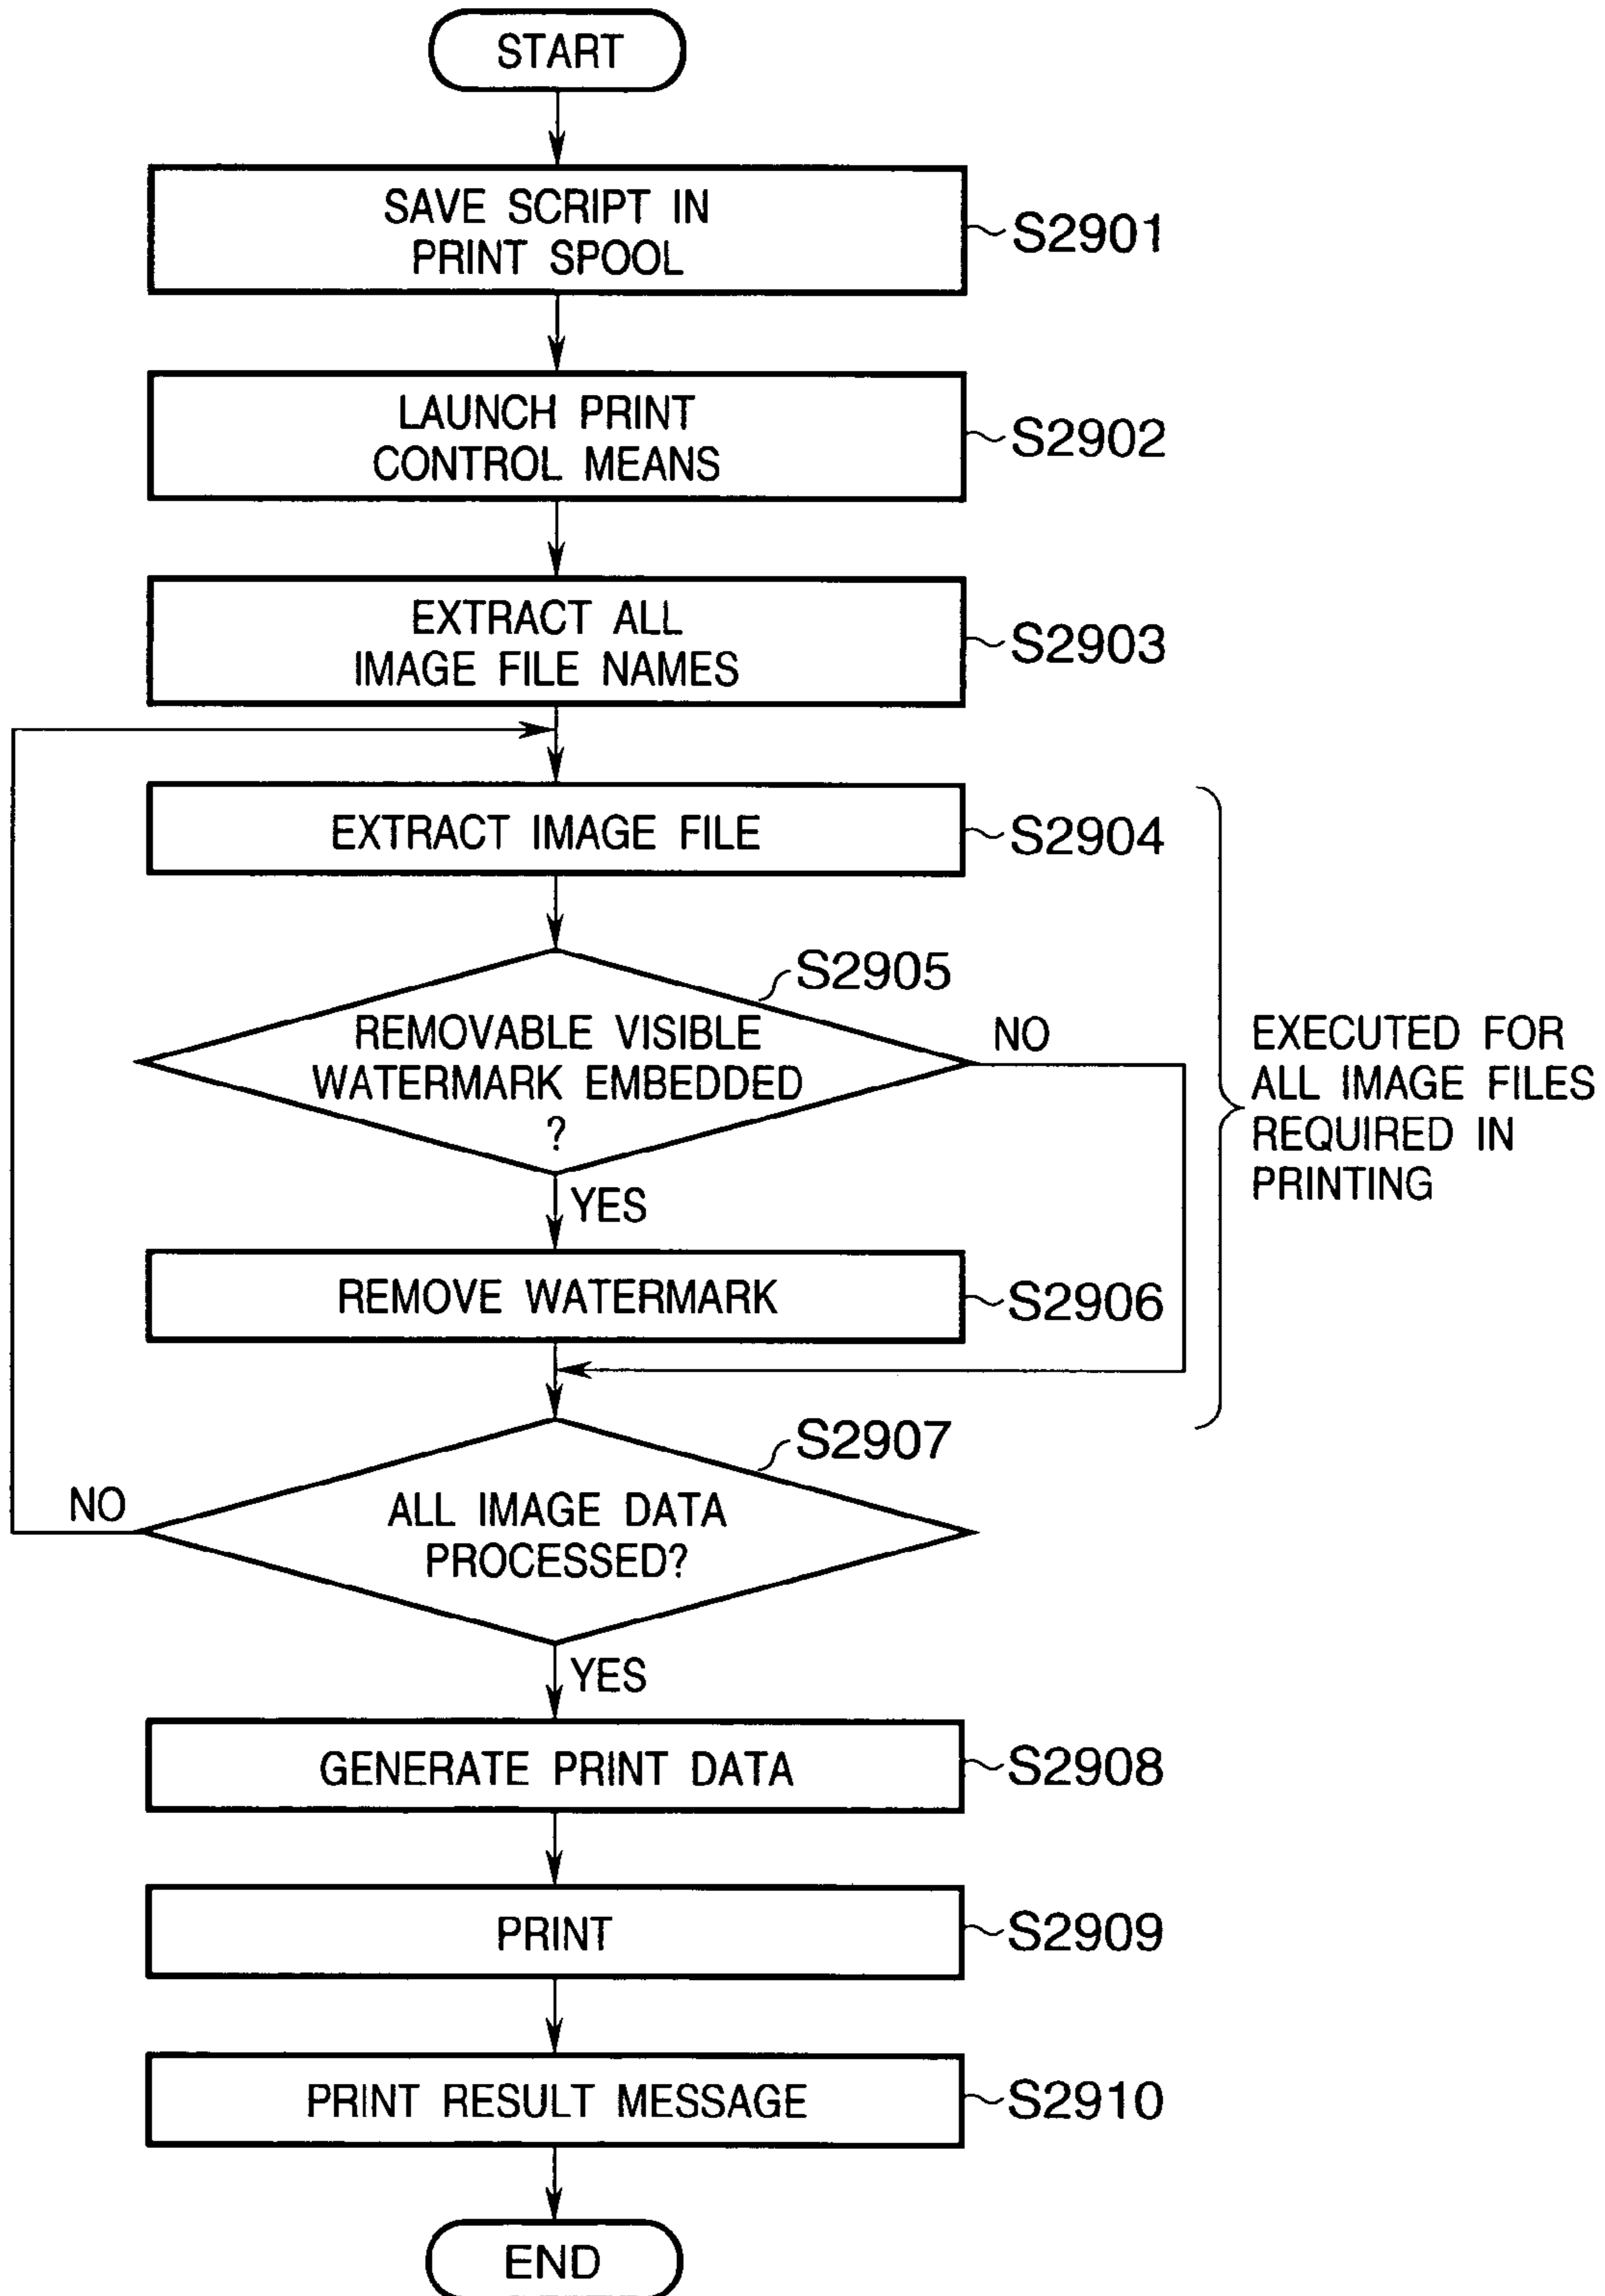 START
SAVE SCRIPT IN
PRINT SPOOL
S2901
LAUNCH PRINT
CONTROL MEANS
S2902
EXTRACT ALL
IMAGE FILE NAMES
S2903
EXTRACT IMAGE FILE
S2904
S2905
REMOVABLE VISIBLE
WATERMARK EMBEDDED
?
NO
YES
EXECUTED FOR
ALL IMAGE FILES
REQUIRED IN
PRINTING
REMOVE WATERMARK
S2906
S2907
ALL IMAGE DATA
PROCESSED?
NO
YES
GENERATE PRINT DATA
S2908
PRINT
S2909
PRINT RESULT MESSAGE
S2910
END